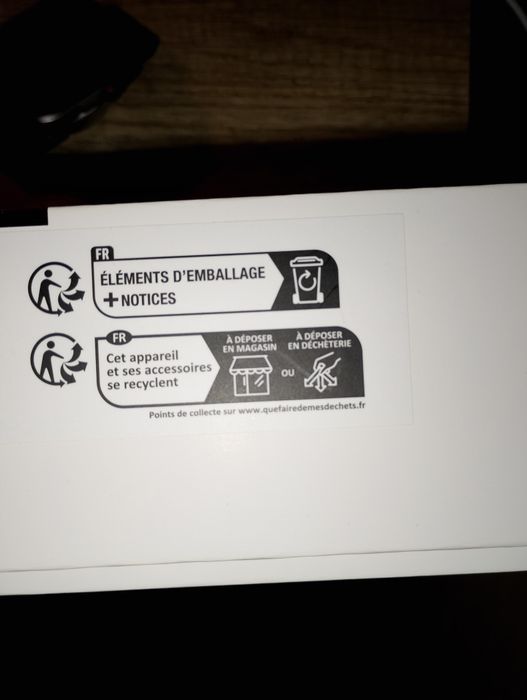 FR
ÉLÉMENTS D'EMBALLAGE
+ NOTICES
FR
Cet appareil
et ses accessoires
se recyclent
À DÉPOSER
EN MAGASIN
OU
À DÉPOSER
EN DÉCHÈTERIE
Points de collecte sur www.quefairedemesdechets.fr